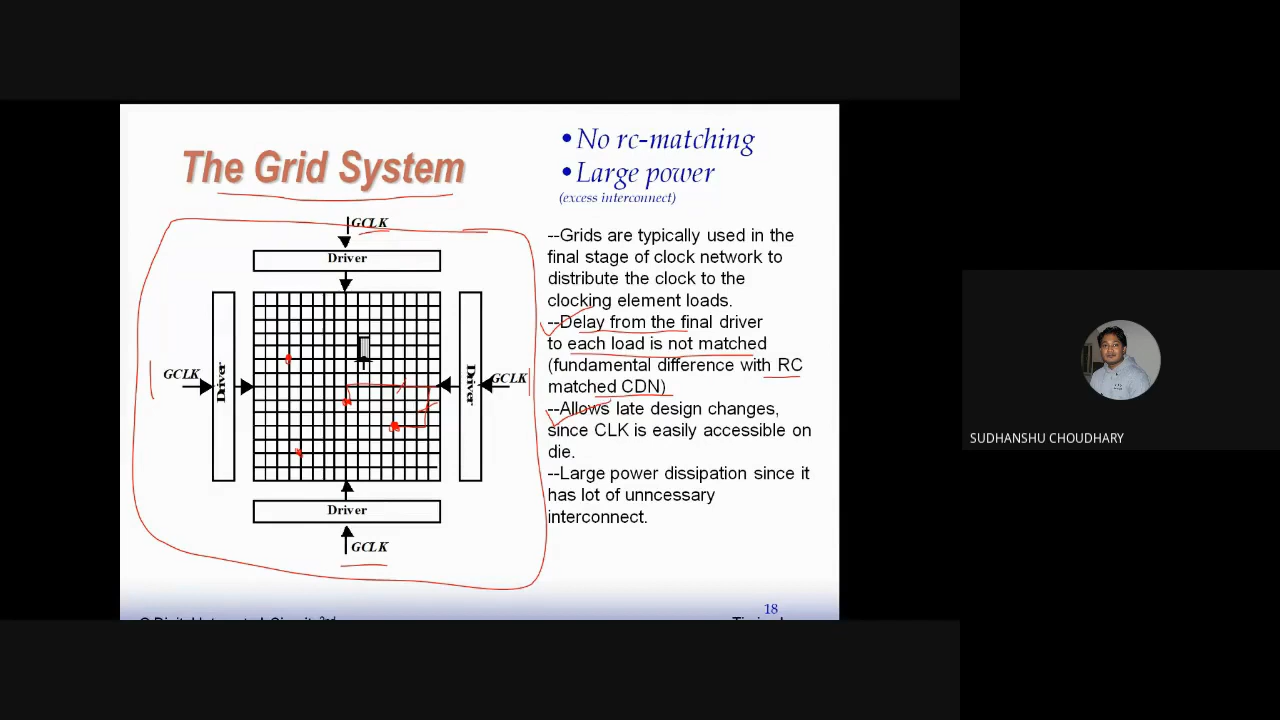 The Grid System
•No rc-matching
•Large power
(excess interconnect)
GCLK
Driver
GCLK
Driver
Driver
GCLK
Driver
GCLK
--Grids are typically used in the
final stage of clock network to
distribute the clock to the
clocking element loads.
--Delay from the final driver
to each load is not matched
(fundamental difference with RC
matched CDN)
--Allows late design changes,
since CLK is easily accessible on
die.
--Large power dissipation since it
has lot of unncessary
interconnect.
18
SUDHANSHU CHOUDHARY